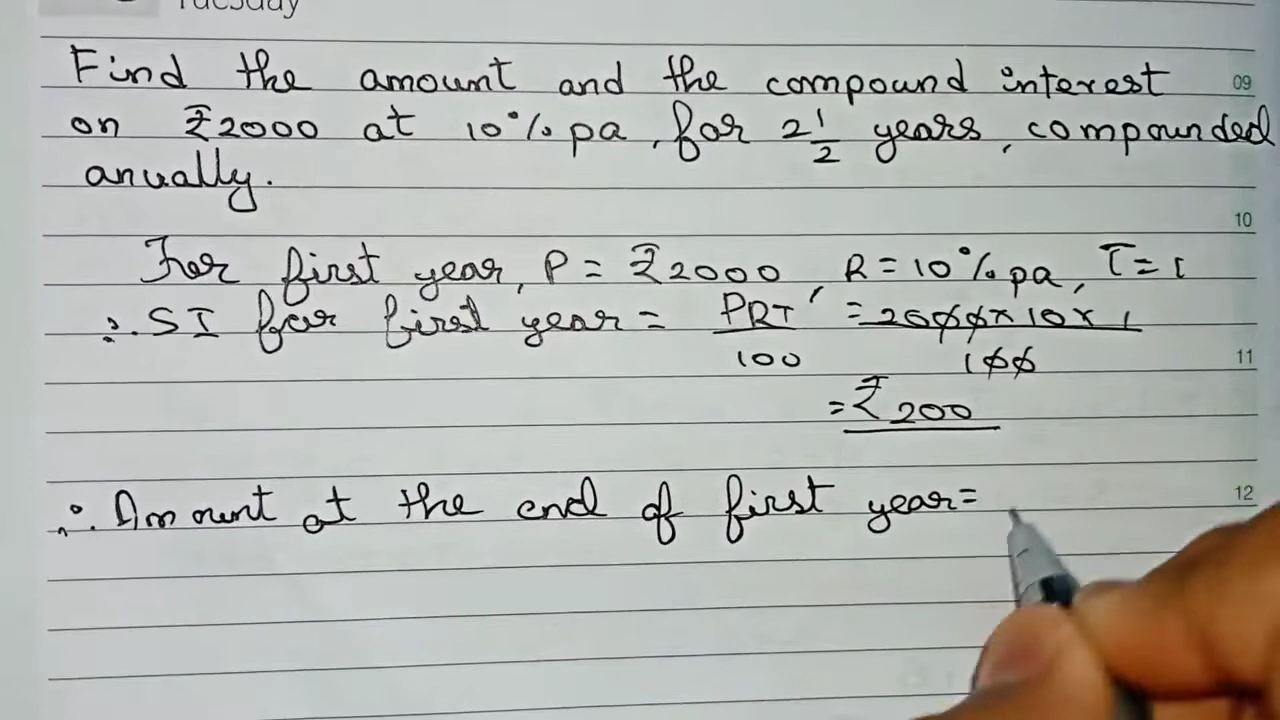 Tuesday
Find the amount and the compound interest
09
on ₹2000 at 10% pa, for 2 1/2 years, compounded
anually.
10
For first year, P = ₹2000, R = 10% pa, T = 1
∴ SI for first year = PRT/100 = 2000 × 10 × 1/100
11
= ₹200
∴ Amount at the end of first year =
12